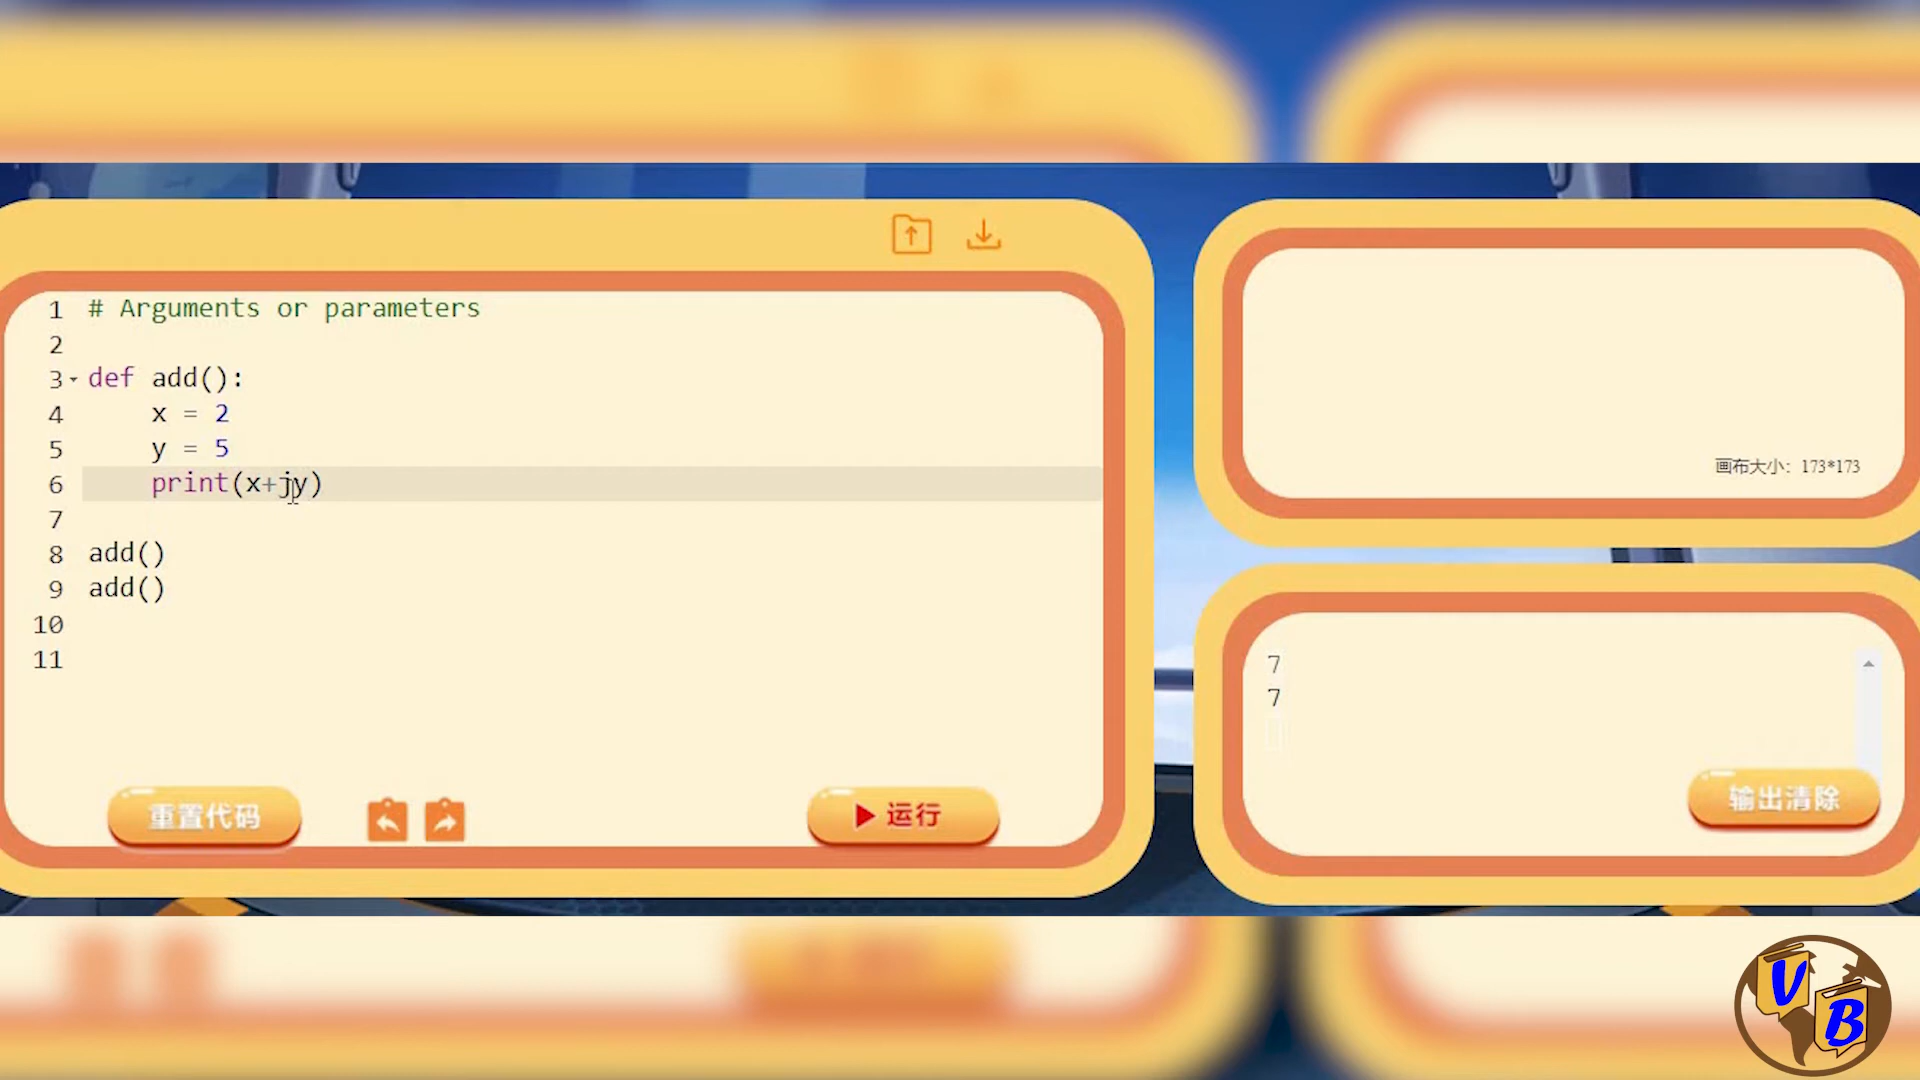 1 # Arguments or parameters
2
3 def add():
4 x = 2
5 y = 5
6 print(x+jy)
7
8 add()
9 add()
10
11
重置代码
运行
画布大小: 173*173
7
7
输出清除
V
B